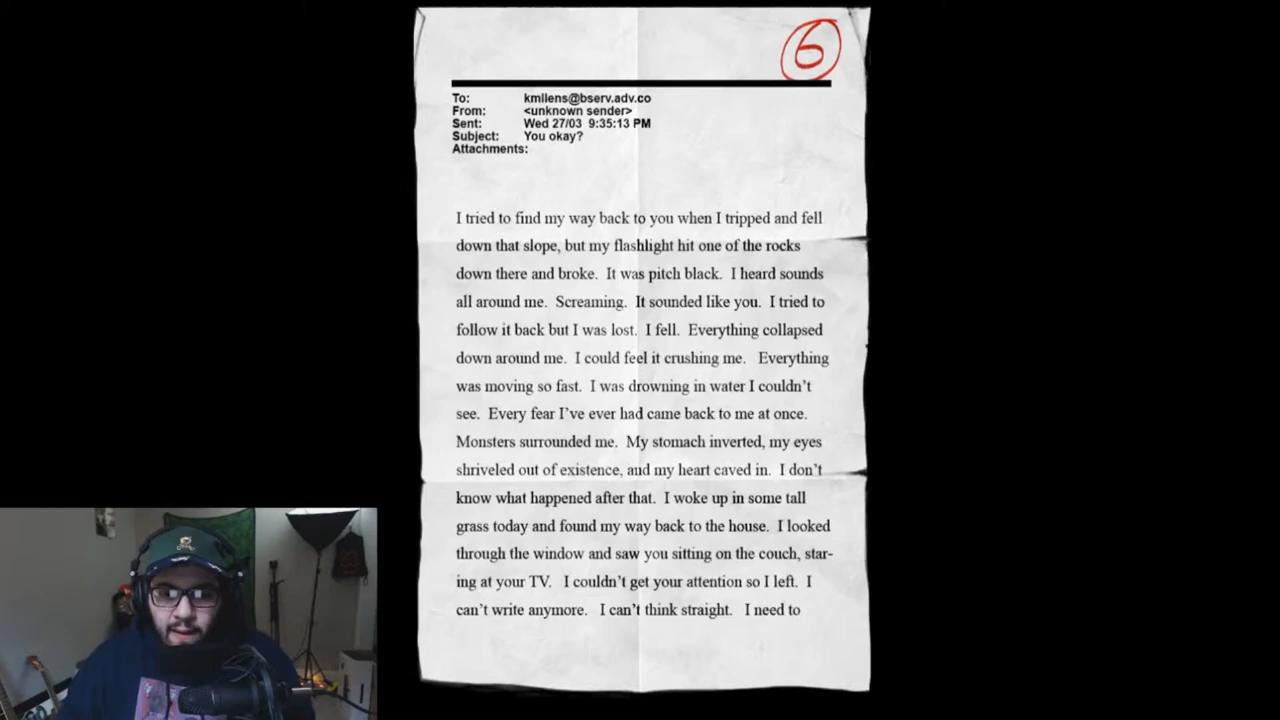 6
To: kmllens@bserv.adv.co
From: <unknown sender>
Sent: Wed 27/03 9:35:13 PM
Subject: You okay?
Attachments:
I tried to find my way back to you when I tripped and fell
down that slope, but my flashlight hit one of the rocks
down there and broke. It was pitch black. I heard sounds
all around me. Screaming. It sounded like you. I tried to
follow it back but I was lost. I fell. Everything collapsed
down around me. I could feel it crushing me. Everything
was moving so fast. I was drowning in water I couldn't
see. Every fear I've ever had came back to me at once.
Monsters surrounded me. My stomach inverted, my eyes
shriveled out of existence, and my heart caved in. I don't
know what happened after that. I woke up in some tall
grass today and found my way back to the house. I looked
through the window and saw you sitting on the couch, star-
ing at your TV. I couldn't get your attention so I left. I
can't write anymore. I can't think straight. I need to